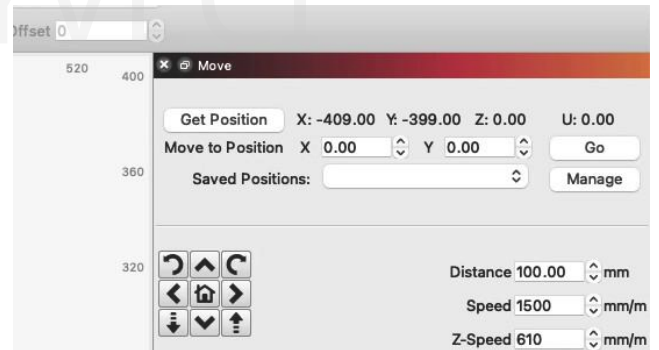 Offset 0
520
400
Move
Get Position X: -409.00 Y: -399.00 Z: 0.00 U: 0.00
Move to Position X 0.00 Y 0.00 Go
360
Saved Positions: Manage
320
Distance 100.00 mm
Speed 1500 mm/m
Z-Speed 610 mm/m